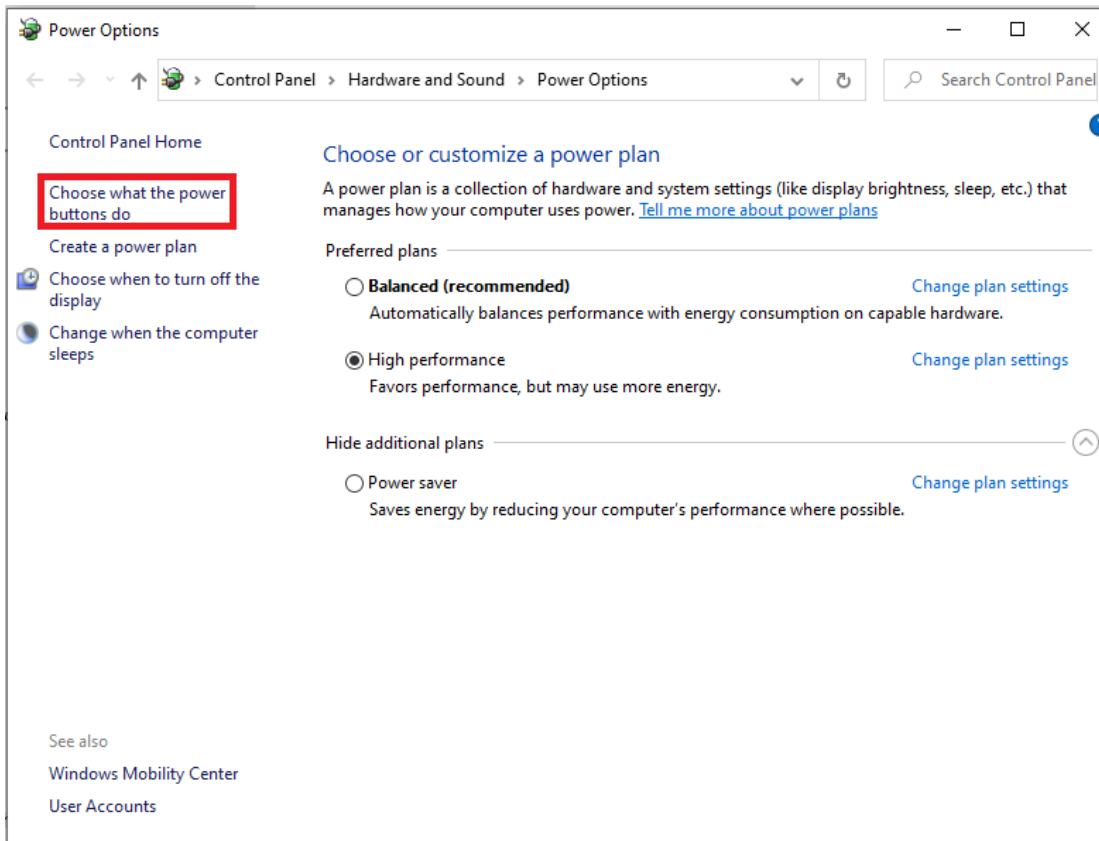 Power Options
Control Panel > Hardware and Sound > Power Options
Search Control Panel
Control Panel Home
Choose what the power
buttons do
Create a power plan
Choose when to turn off the
display
Change when the computer
sleeps
Choose or customize a power plan
A power plan is a collection of hardware and system settings (like display brightness, sleep, etc.) that
manages how your computer uses power. Tell me more about power plans
Preferred plans
Balanced (recommended) Change plan settings
Automatically balances performance with energy consumption on capable hardware.
High performance Change plan settings
Favors performance, but may use more energy.
Hide additional plans
Power saver Change plan settings
Saves energy by reducing your computer's performance where possible.
See also
Windows Mobility Center
User Accounts